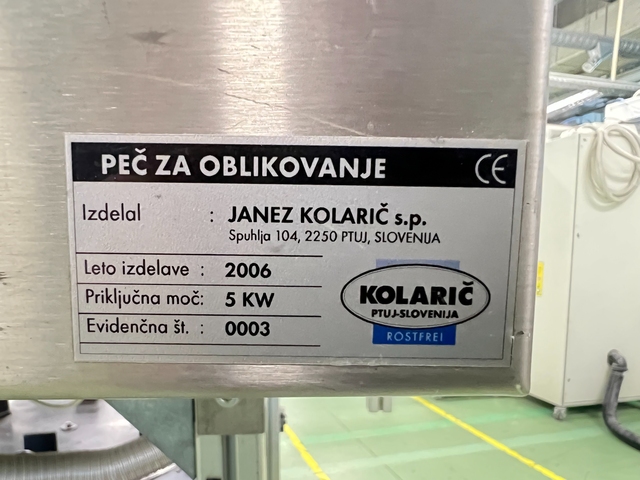 PEČ ZA OBLIKOVANJE CE
Izdelal : JANEZ KOLARIČ s.p.
Spuhlja 104, 2250 PTUJ, SLOVENIJA
Leto izdelave : 2006
Priključna moč: 5 KW
Evidenčna št. : 0003
KOLARIČ
PTUJ-SLOVENIJA
ROSTFREI